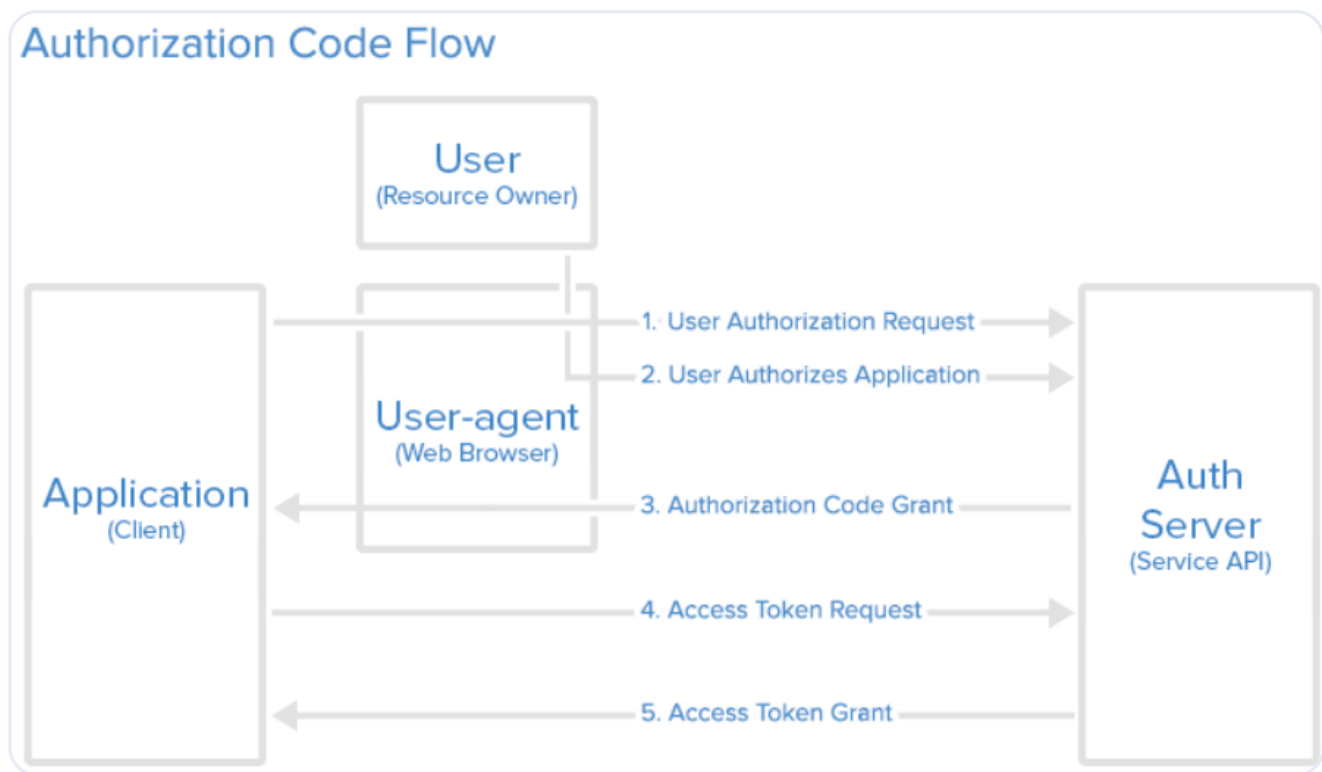 Authorization Code Flow
User
(Resource Owner)
1. User Authorization Request
2. User Authorizes Application
User-agent
(Web Browser)
Application
(Client)
3. Authorization Code Grant
Auth
Server
(Service API)
4. Access Token Request
5. Access Token Grant